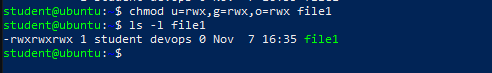 student@ubuntu: $ chmod u=rwx,g=rwx,o=rwx file1
student@ubuntu: $ ls -l file1
-rwxrwxrwx 1 student devops 0 Nov  7 16:35 file1
student@ubuntu: $